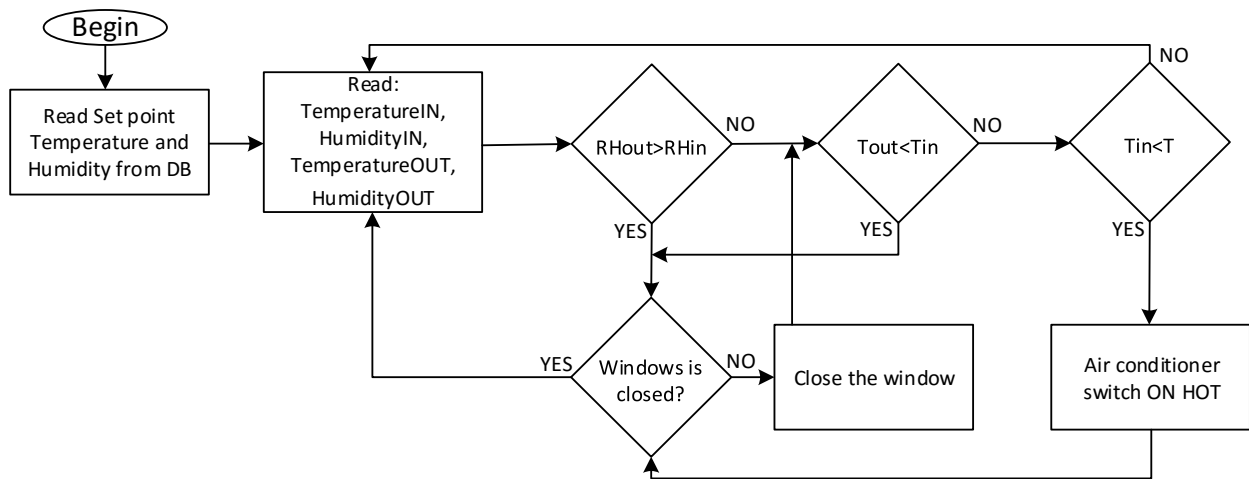 Begin
Read Set point
Temperature and
Humidity from DB
Read:
TemperatureIN,
HumidityIN,
TemperatureOUT,
HumidityOUT
RHout>RHin
NO
YES
Tout<Tin
NO
YES
Tin<T
NO
YES
Windows is
closed?
YES
NO
Close the window
Air conditioner
switch ON HOT